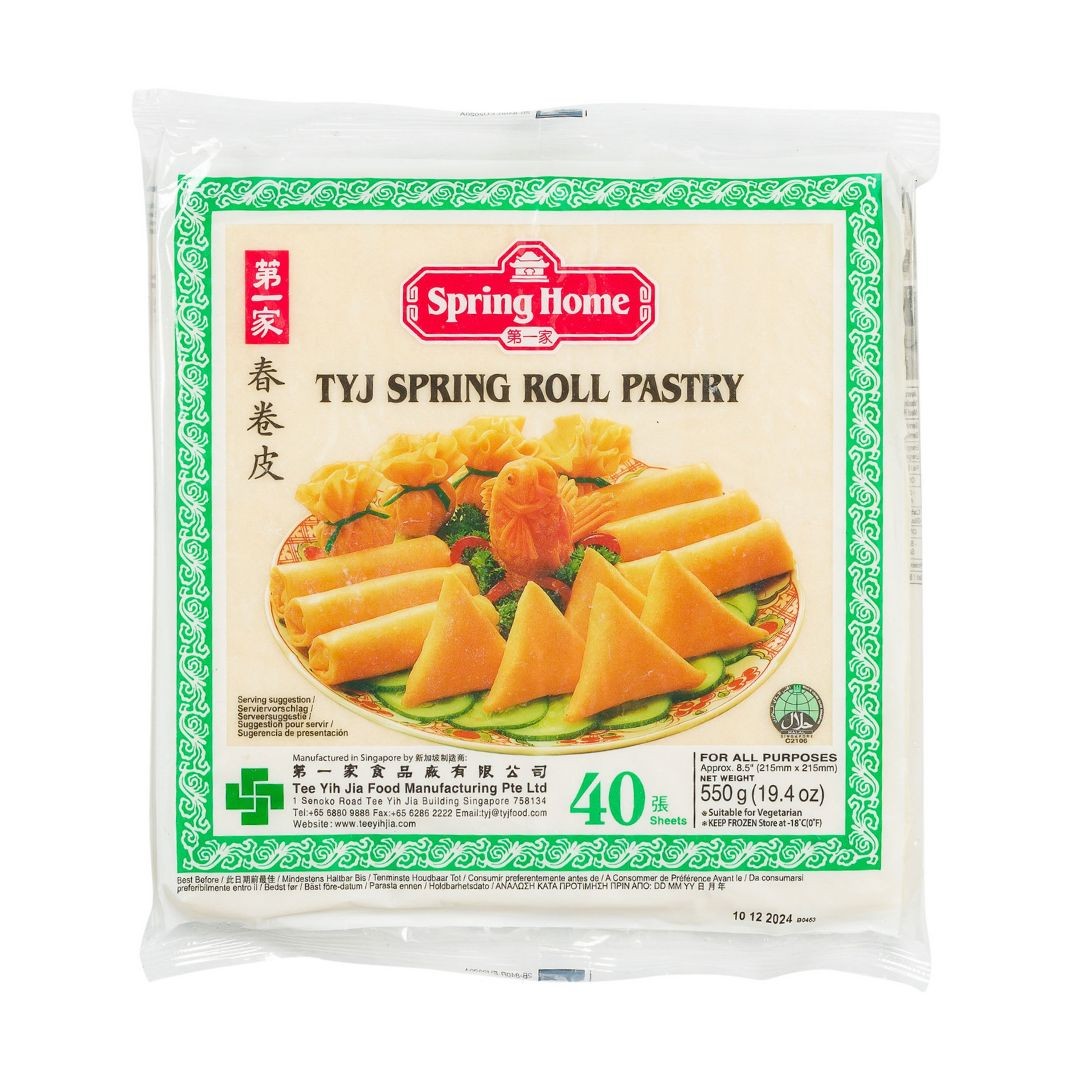 第一家
春卷皮
Spring Home
第一家
TYJ SPRING ROLL PASTRY
Serving suggestion /
Serviervorschlag /
Serveersuggestie /
Suggestion pour servir /
Sugerencia de presentación
HALAL
SINGAPORE
C2106
Manufactured in Singapore by 新加坡制造商:
第一家食品廠有限公司
Tee Yih Jia Food Manufacturing Pte Ltd
1 Senoko Road Tee Yih Jia Building Singapore 758134
Tel:+65 6880 9888 Fax:+65 6286 2222 Email:tyj@tyjfood.com
Website: www.teeyihjia.com
40 張
Sheets
FOR ALL PURPOSES
Approx. 8.5" (215mm x 215mm)
NET WEIGHT
550 g (19.4 oz)
* Suitable for Vegetarian
* KEEP FROZEN Store at -18˚C(0˚F)
Best Before / 此日期前最佳 / Mindestens Haltbar Bis / Tenminste Houdbaar Tot / Consumir preferentemente antes de / A Consommer de Préférence Avant le / Da consumarsi
preferibilmente entro il / Bedst før / Bäst före-datum / Parasta ennen / Holdbarhetsdato / ΑΝΑΛΩΣΗ ΚΑΤΑ ΠΡΟΤΙΜΗΣΗ ΠΡΙΝ ΑΠΟ: DD MM YY 日 月 年
10 12 2024 B0463